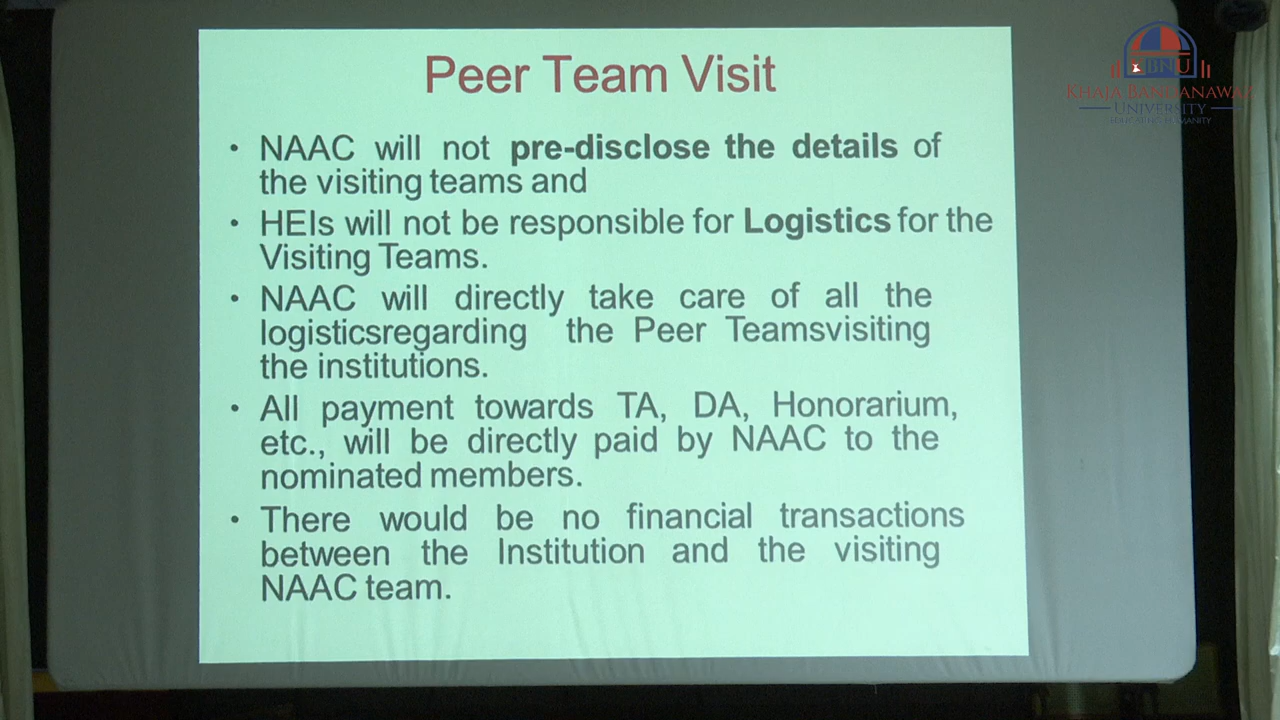 Peer Team Visit
• NAAC will not pre-disclose the details of
the visiting teams and
• HEIs will not be responsible for Logistics for the
Visiting Teams.
• NAAC will directly take care of all the
logisticsregarding the Peer Teamsvisiting
the institutions.
• All payment towards TA, DA, Honorarium,
etc., will be directly paid by NAAC to the
nominated members.
• There would be no financial transactions
between the Institution and the visiting
NAAC team.
KBNU
KHAJA BANDANAWAZ
UNIVERSITY